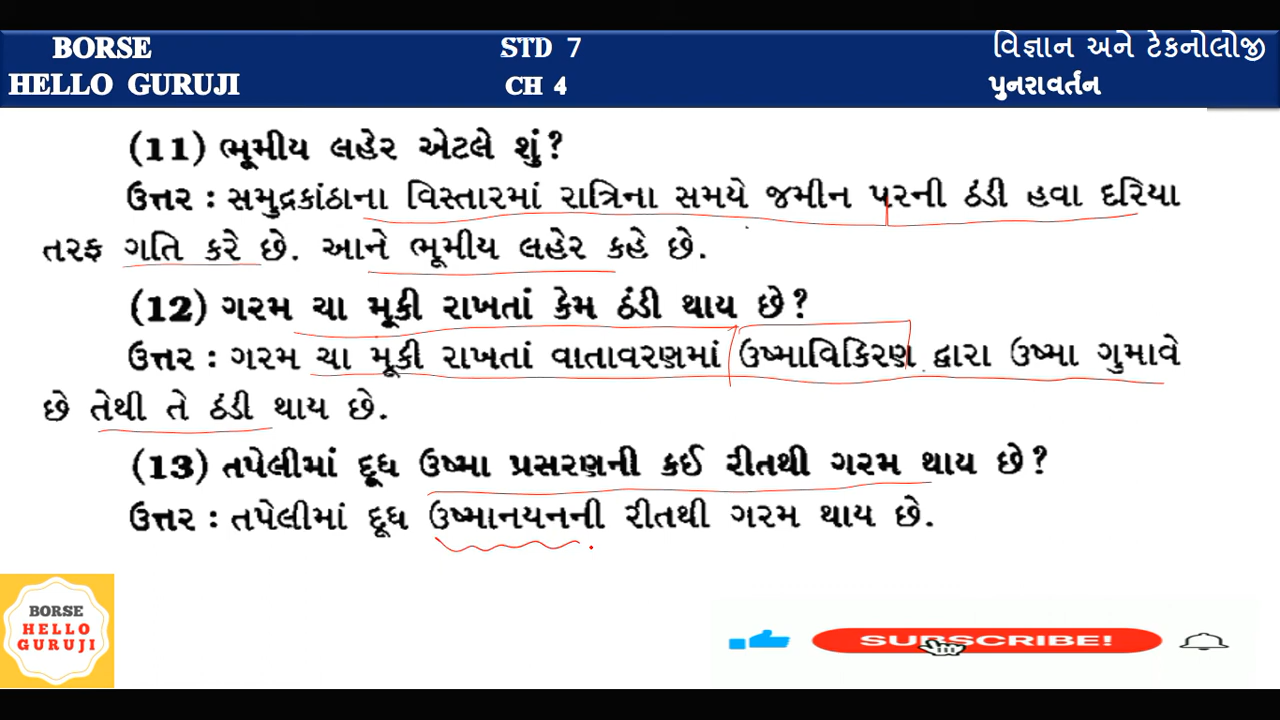 BORSE
HELLO GURUJI
STD 7
CH 4
વિજ્ઞાન અને ટેકનોલોજી
પુનરાવર્તન
(11) ભૂમીય લહેર એટલે શું?
ઉત્તર : સમુદ્રકાંઠાના વિસ્તારમાં રાત્રિના સમયે જમીન પરની ઠંડી હવા દરિયા
તરફ ગતિ કરે છે. આને ભૂમીય લહેર કહે છે.
(12) ગરમ ચા મૂકી રાખતાં કેમ ઠંડી થાય છે?
ઉત્તર : ગરમ ચા મૂકી રાખતાં વાતાવરણમાં ઉષ્માવિકિરણ દ્વારા ઉષ્મા ગુમાવે
છે તેથી તે ઠંડી થાય છે.
(13) તપેલીમાં દૂધ ઉષ્મા પ્રસરણની કઈ રીતથી ગરમ થાય છે?
ઉત્તર : તપેલીમાં દૂધ ઉષ્માનયનની રીતથી ગરમ થાય છે.
BORSE
HELLO
GURUJI
SUBSCRIBE!